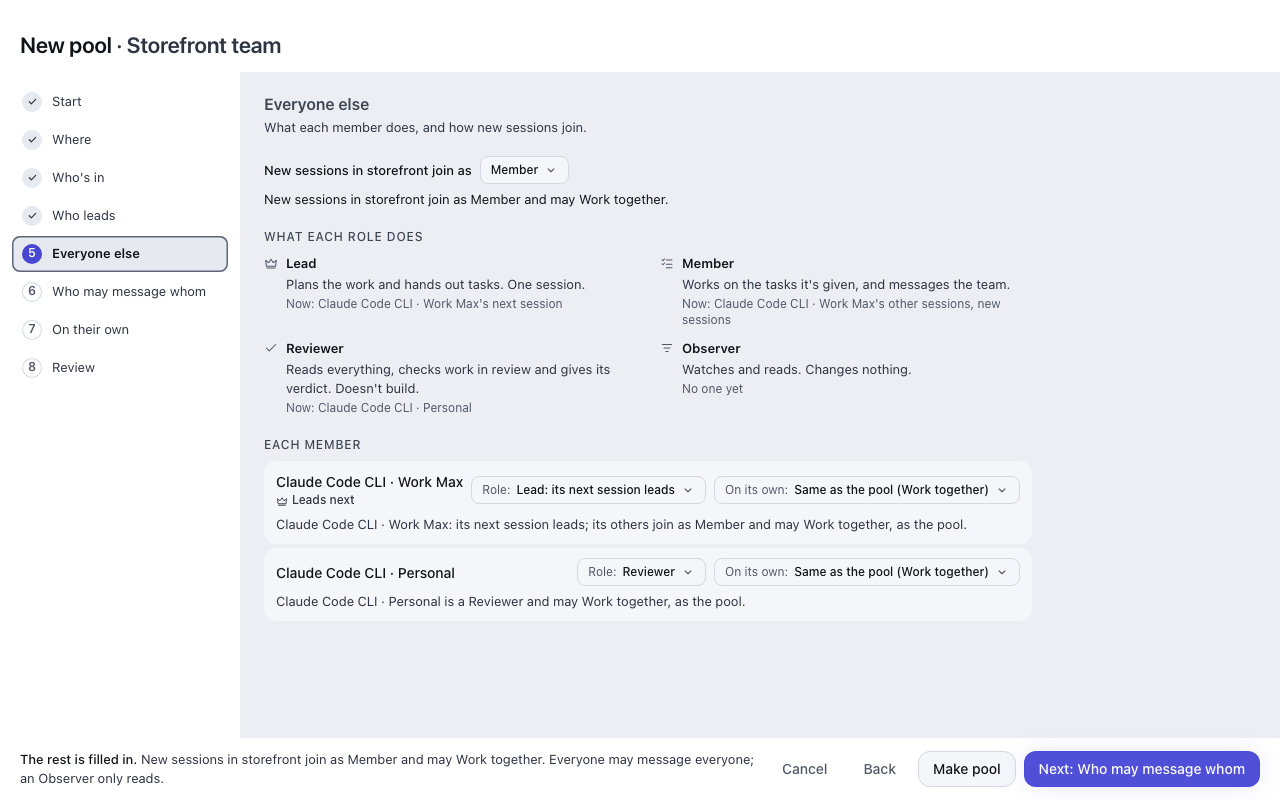 New pool · Storefront team
Start
Where
Who's in
Who leads
5 Everyone else
6 Who may message whom
7 On their own
8 Review
Everyone else
What each member does, and how new sessions join.
New sessions in storefront join as Member
New sessions in storefront join as Member and may Work together.
WHAT EACH ROLE DOES
Lead
Plans the work and hands out tasks. One session.
Now: Claude Code CLI · Work Max's next session
Member
Works on the tasks it's given, and messages the team.
Now: Claude Code CLI · Work Max's other sessions, new
sessions
Reviewer
Reads everything, checks work in review and gives its
verdict. Doesn't build.
Now: Claude Code CLI · Personal
Observer
Watches and reads. Changes nothing.
No one yet
EACH MEMBER
Claude Code CLI · Work Max
Leads next
Role: Lead: its next session leads
On its own: Same as the pool (Work together)
Claude Code CLI · Work Max: its next session leads; its others join as Member and may Work together, as the pool.
Claude Code CLI · Personal
Role: Reviewer
On its own: Same as the pool (Work together)
Claude Code CLI · Personal is a Reviewer and may Work together, as the pool.
The rest is filled in. New sessions in storefront join as Member and may Work together. Everyone may message everyone;
an Observer only reads.
Cancel
Back
Make pool
Next: Who may message whom